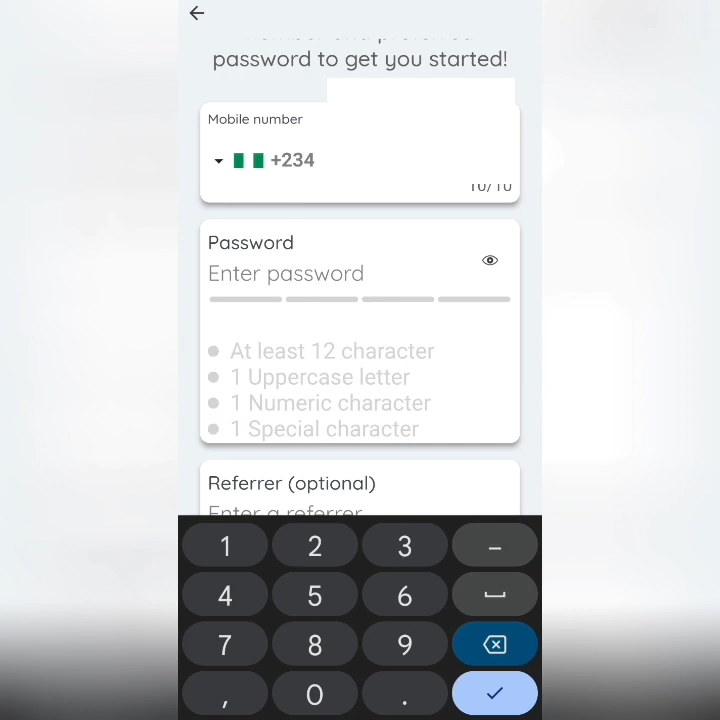 password to get you started!
Mobile number
+234
10/10
Password
Enter password
At least 12 character
1 Uppercase letter
1 Numeric character
1 Special character
Referrer (optional)
Enter a referrer
1 2 3 –
4 5 6
7 8 9
, 0 .